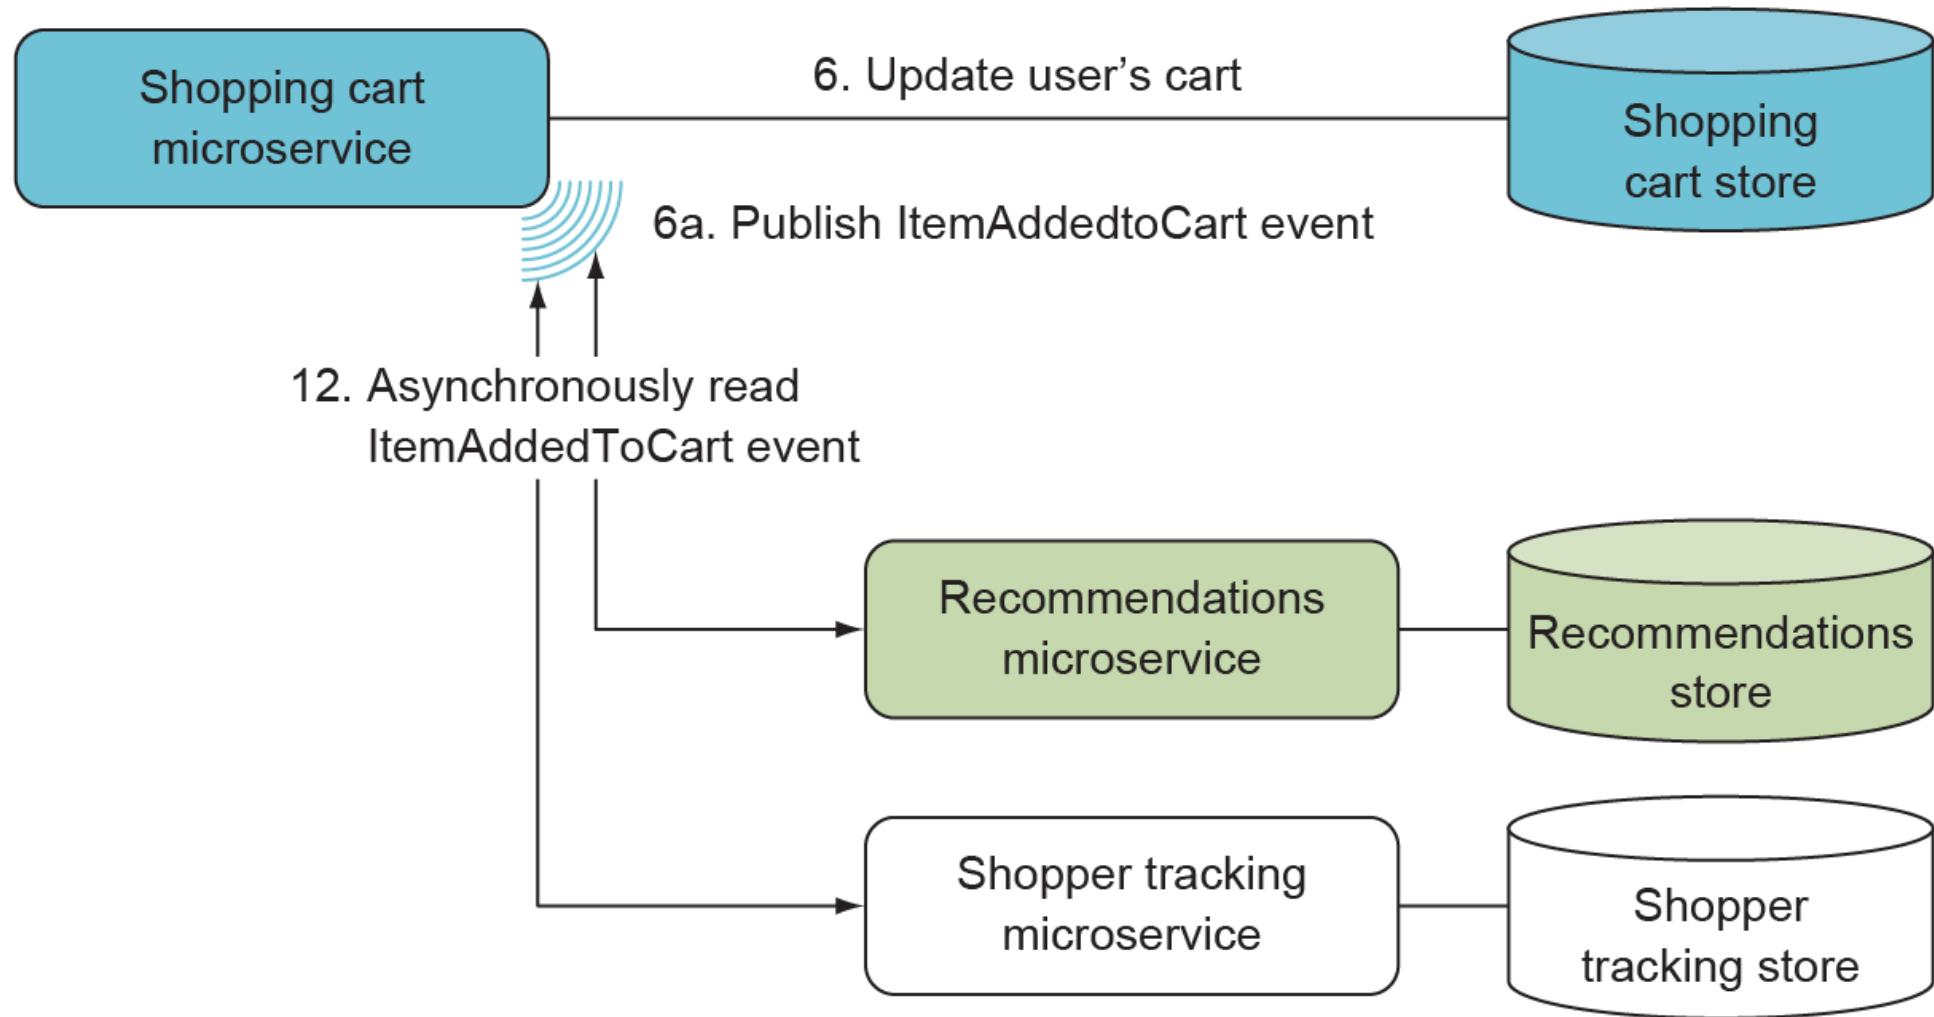 Shopping cart
microservice
6. Update user’s cart
Shopping
cart store
6a. Publish ItemAddedtoCart event
12. Asynchronously read
ItemAddedToCart event
Recommendations
microservice
Recommendations
store
Shopper tracking
microservice
Shopper
tracking store